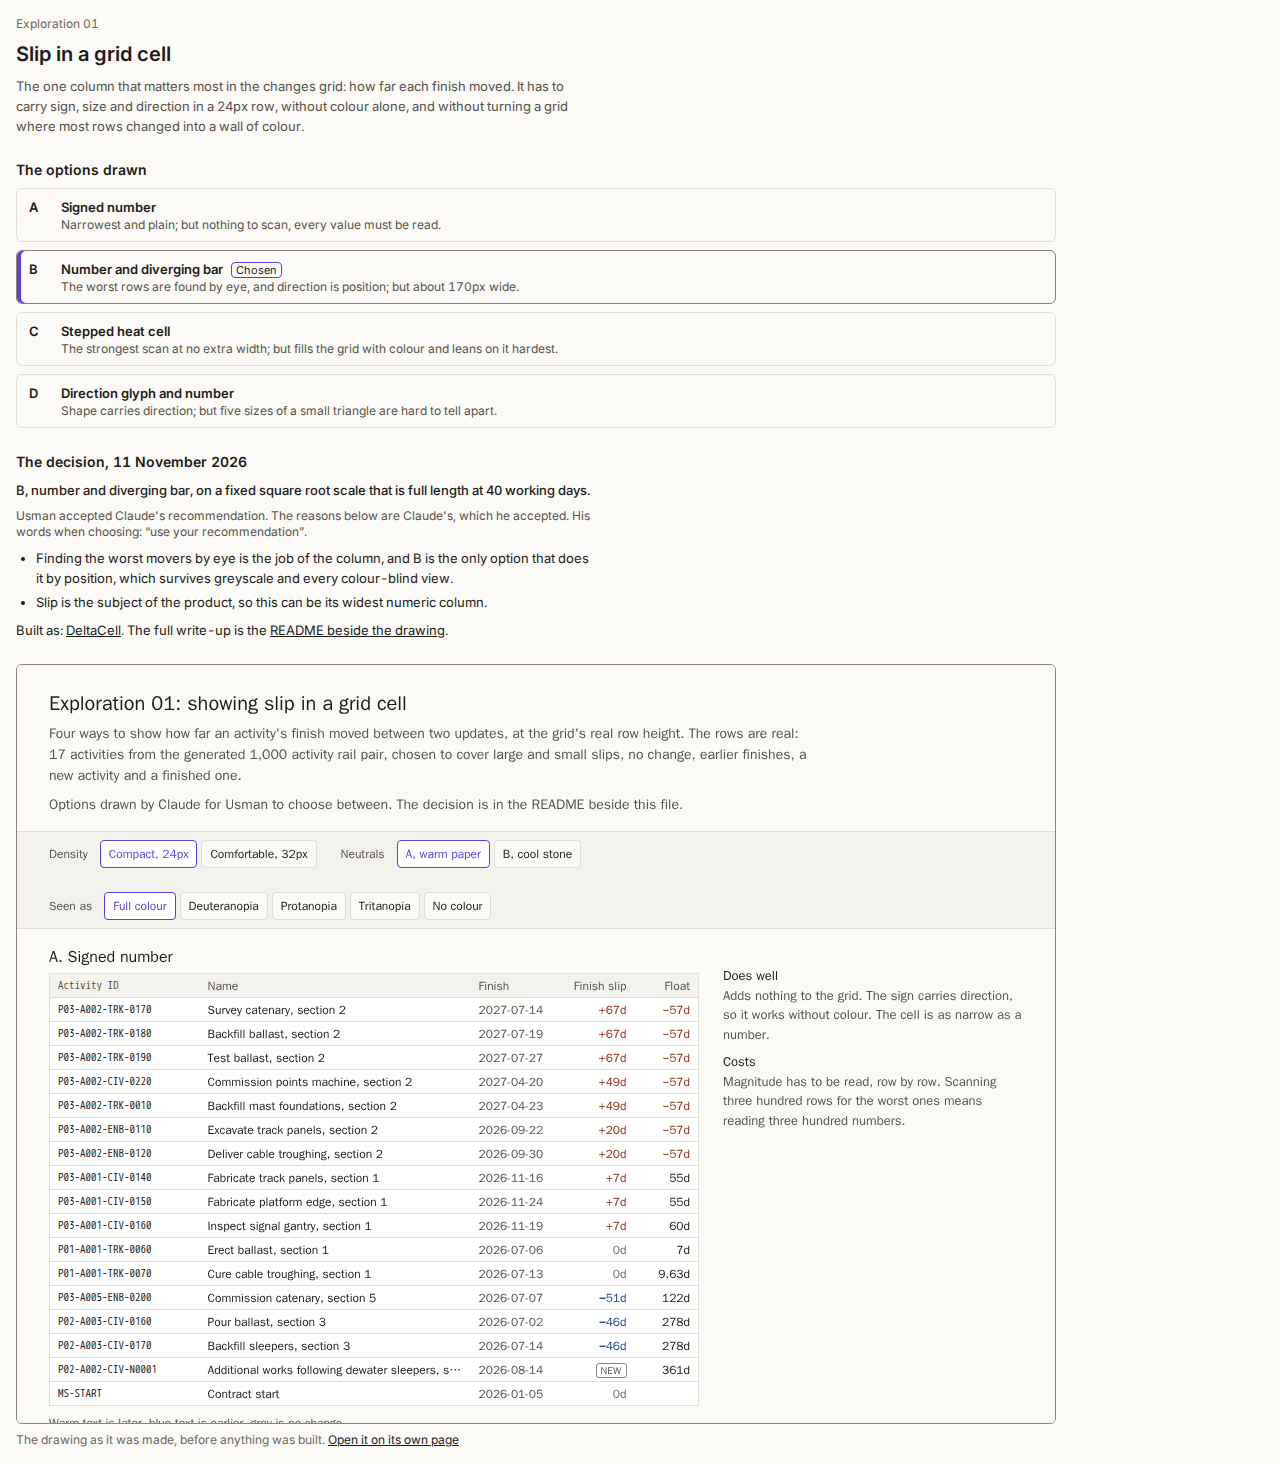 Exploration 01
Slip in a grid cell
The one column that matters most in the changes grid: how far each finish moved. It has to
carry sign, size and direction in a 24px row, without colour alone, and without turning a grid
where most rows changed into a wall of colour.
The options drawn
A Signed number
Narrowest and plain; but nothing to scan, every value must be read.
B Number and diverging bar Chosen
The worst rows are found by eye, and direction is position; but about 170px wide.
C Stepped heat cell
The strongest scan at no extra width; but fills the grid with colour and leans on it hardest.
D Direction glyph and number
Shape carries direction; but five sizes of a small triangle are hard to tell apart.
The decision, 11 November 2026
B, number and diverging bar, on a fixed square root scale that is full length at 40 working days.
Usman accepted Claude's recommendation. The reasons below are Claude's, which he accepted. His
words when choosing: “use your recommendation”.
• Finding the worst movers by eye is the job of the column, and B is the only option that does
it by position, which survives greyscale and every colour-blind view.
• Slip is the subject of the product, so this can be its widest numeric column.
Built as: DeltaCell. The full write-up is the README beside the drawing.
Exploration 01: showing slip in a grid cell
Four ways to show how far an activity's finish moved between two updates, at the grid's real row height. The rows are real:
17 activities from the generated 1,000 activity rail pair, chosen to cover large and small slips, no change, earlier finishes, a
new activity and a finished one.
Options drawn by Claude for Usman to choose between. The decision is in the README beside this file.
Density Compact, 24px Comfortable, 32px Neutrals A, warm paper B, cool stone
Seen as Full colour Deuteranopia Protanopia Tritanopia No colour
A. Signed number
Activity ID Name Finish Finish slip Float
P03-A002-TRK-0170 Survey catenary, section 2 2027-07-14 +67d −57d
P03-A002-TRK-0180 Backfill ballast, section 2 2027-07-19 +67d −57d
P03-A002-TRK-0190 Test ballast, section 2 2027-07-27 +67d −57d
P03-A002-CIV-0220 Commission points machine, section 2 2027-04-20 +49d −57d
P03-A002-TRK-0010 Backfill mast foundations, section 2 2027-04-23 +49d −57d
P03-A002-ENB-0110 Excavate track panels, section 2 2026-09-22 +20d −57d
P03-A002-ENB-0120 Deliver cable troughing, section 2 2026-09-30 +20d −57d
P03-A001-CIV-0140 Fabricate track panels, section 1 2026-11-16 +7d 55d
P03-A001-CIV-0150 Fabricate platform edge, section 1 2026-11-24 +7d 55d
P03-A001-CIV-0160 Inspect signal gantry, section 1 2026-11-19 +7d 60d
P01-A001-TRK-0060 Erect ballast, section 1 2026-07-06 0d 7d
P01-A001-TRK-0070 Cure cable troughing, section 1 2026-07-13 0d 9.63d
P03-A005-ENB-0200 Commission catenary, section 5 2026-07-07 −51d 122d
P02-A003-CIV-0160 Pour ballast, section 3 2026-07-02 −46d 278d
P02-A003-CIV-0170 Backfill sleepers, section 3 2026-07-14 −46d 278d
P02-A002-CIV-N0001 Additional works following dewater sleepers, s… 2026-08-14 NEW 361d
MS-START Contract start 2026-01-05 0d
Warm text is later, blue text is earlier, grey is no change.
Does well
Adds nothing to the grid. The sign carries direction,
so it works without colour. The cell is as narrow as a
number.
Costs
Magnitude has to be read, row by row. Scanning
three hundred rows for the worst ones means
reading three hundred numbers.
The drawing as it was made, before anything was built. Open it on its own page